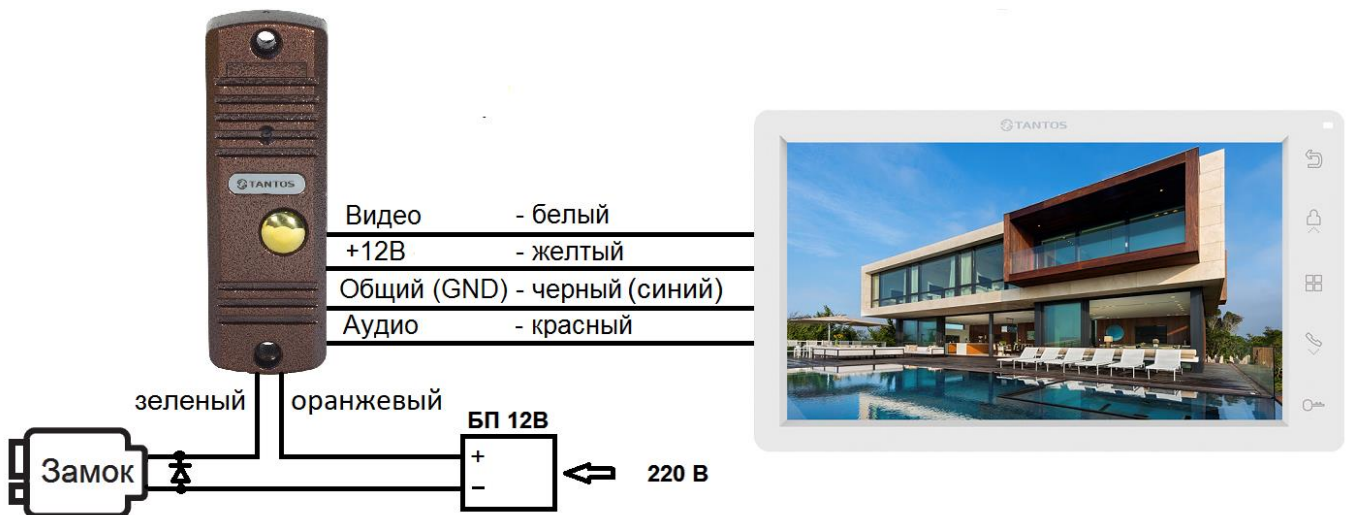 TANTOS
TANTOS
Видео - белый
+12В - желтый
Общий (GND) - черный (синий)
Аудио - красный
зеленый оранжевый
БП 12В
Замок
+
220 В
−